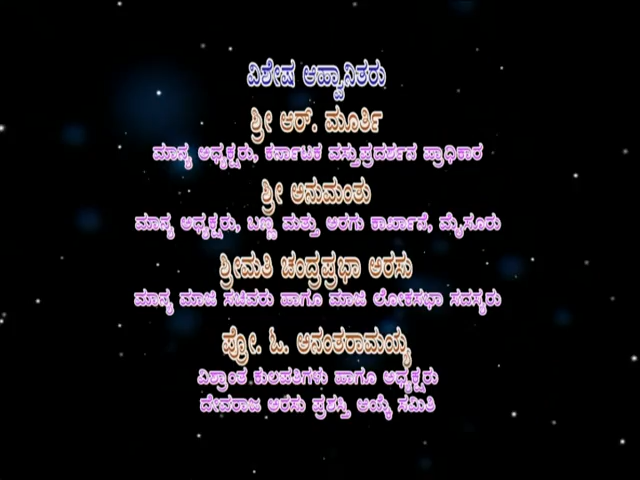 ವಿಶೇಷ ಆಹ್ವಾನಿತರು
ಶ್ರೀ ಆರ್. ಮೂರ್ತಿ
ಮಾನ್ಯ ಅಧ್ಯಕ್ಷರು, ಕರ್ನಾಟಕ ವಸ್ತುಪ್ರದರ್ಶನ ಪ್ರಾಧಿಕಾರ
ಶ್ರೀ ಅನುಮಂತು
ಮಾನ್ಯ ಅಧ್ಯಕ್ಷರು, ಬಣ್ಣ ಮತ್ತು ಅರಗು ಕಾರ್ಖಾನೆ, ಮೈಸೂರು
ಶ್ರೀಮತಿ ಚಂದ್ರಪ್ರಭಾ ಅರಸು
ಮಾನ್ಯ ಮಾಜಿ ಸಚಿವರು ಹಾಗೂ ಮಾಜಿ ಲೋಕಸಭಾ ಸದಸ್ಯರು
ಪ್ರೋ. ಓ. ಅನಂತರಾಮಯ್ಯ
ವಿಶ್ರಾಂತ ಕುಲಪತಿಗಳು ಹಾಗೂ ಅಧ್ಯಕ್ಷರು
ದೇವರಾಜ ಅರಸು ಪ್ರಶಸ್ತಿ ಆಯ್ಕೆ ಸಮಿತಿ